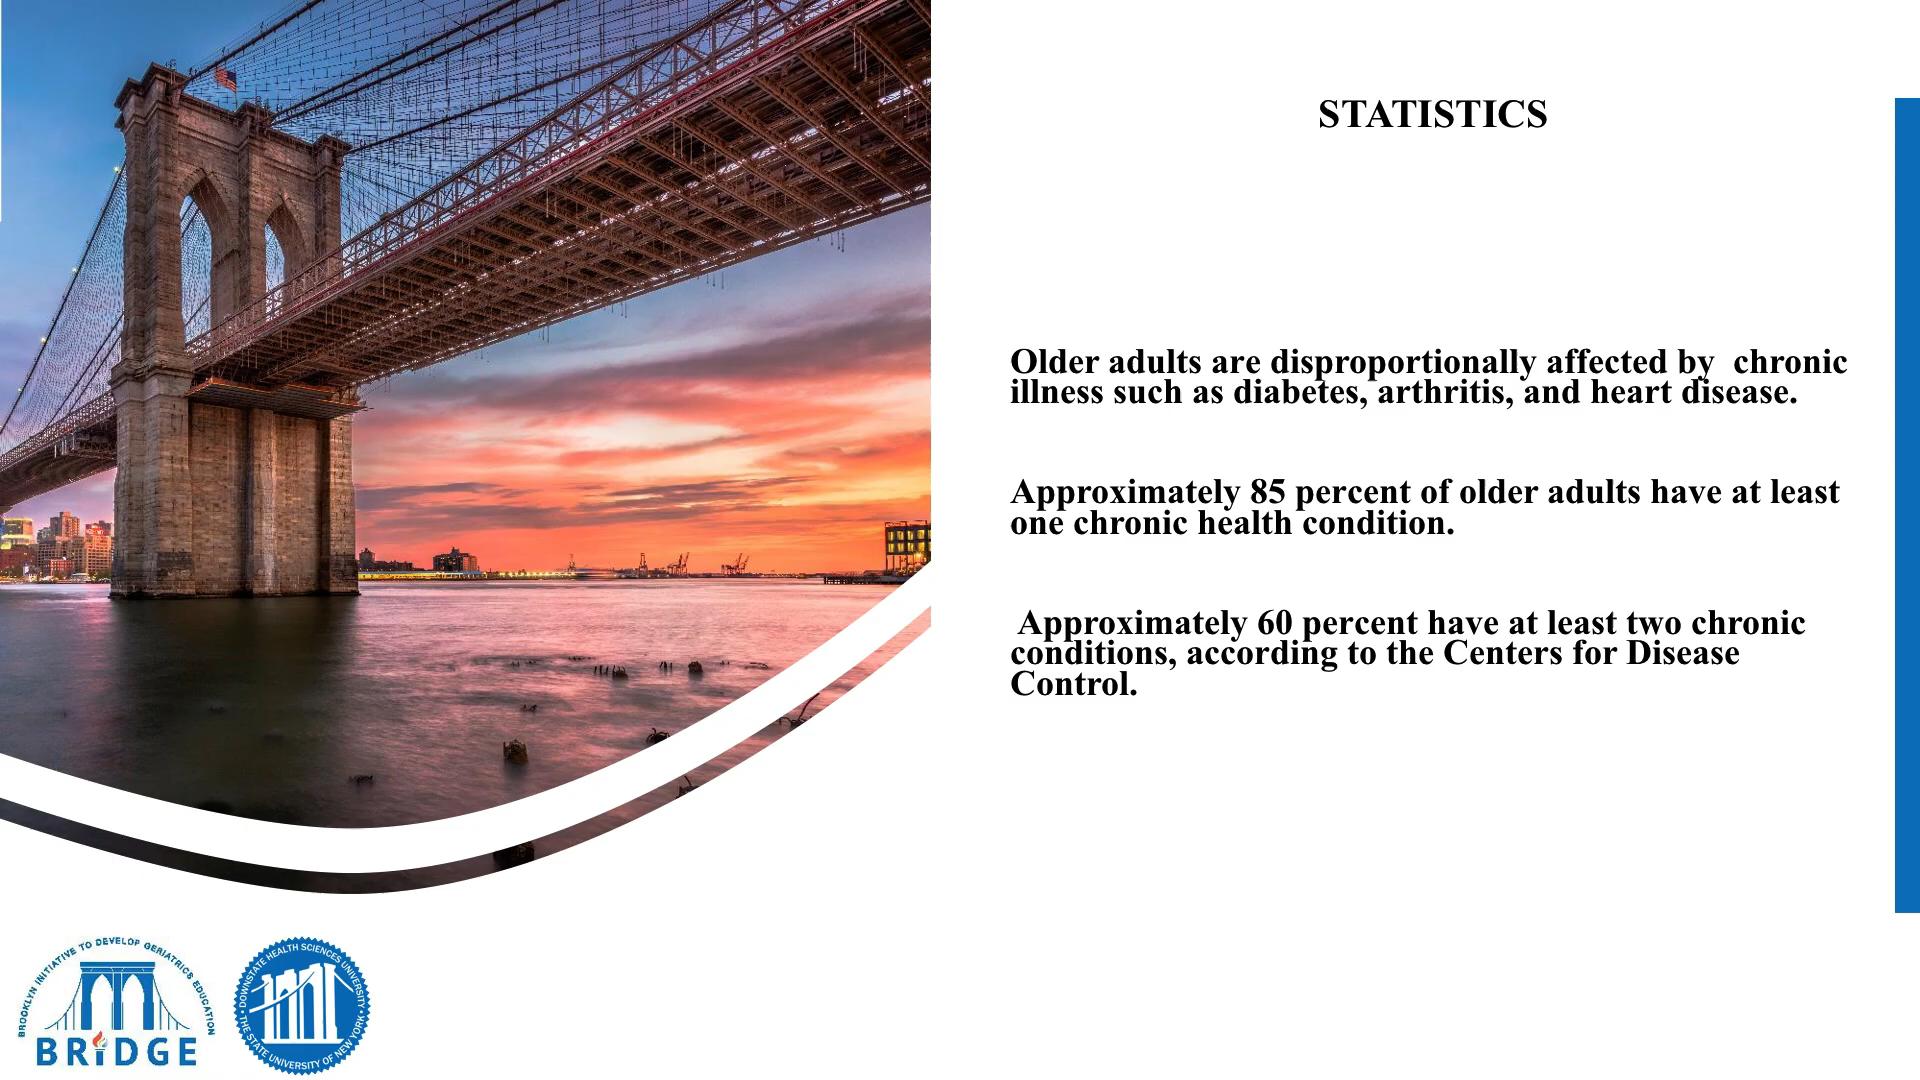 STATISTICS
Older adults are disproportionally affected by  chronic
illness such as diabetes, arthritis, and heart disease.
Approximately 85 percent of older adults have at least
one chronic health condition.
Approximately 60 percent have at least two chronic
conditions, according to the Centers for Disease
Control.
BROOKLYN INITIATIVE TO DEVELOP GERIATRICS EDUCATION
BRiDGE
DOWNSTATE HEALTH SCIENCES UNIVERSITY
THE STATE UNIVERSITY OF NEW YORK